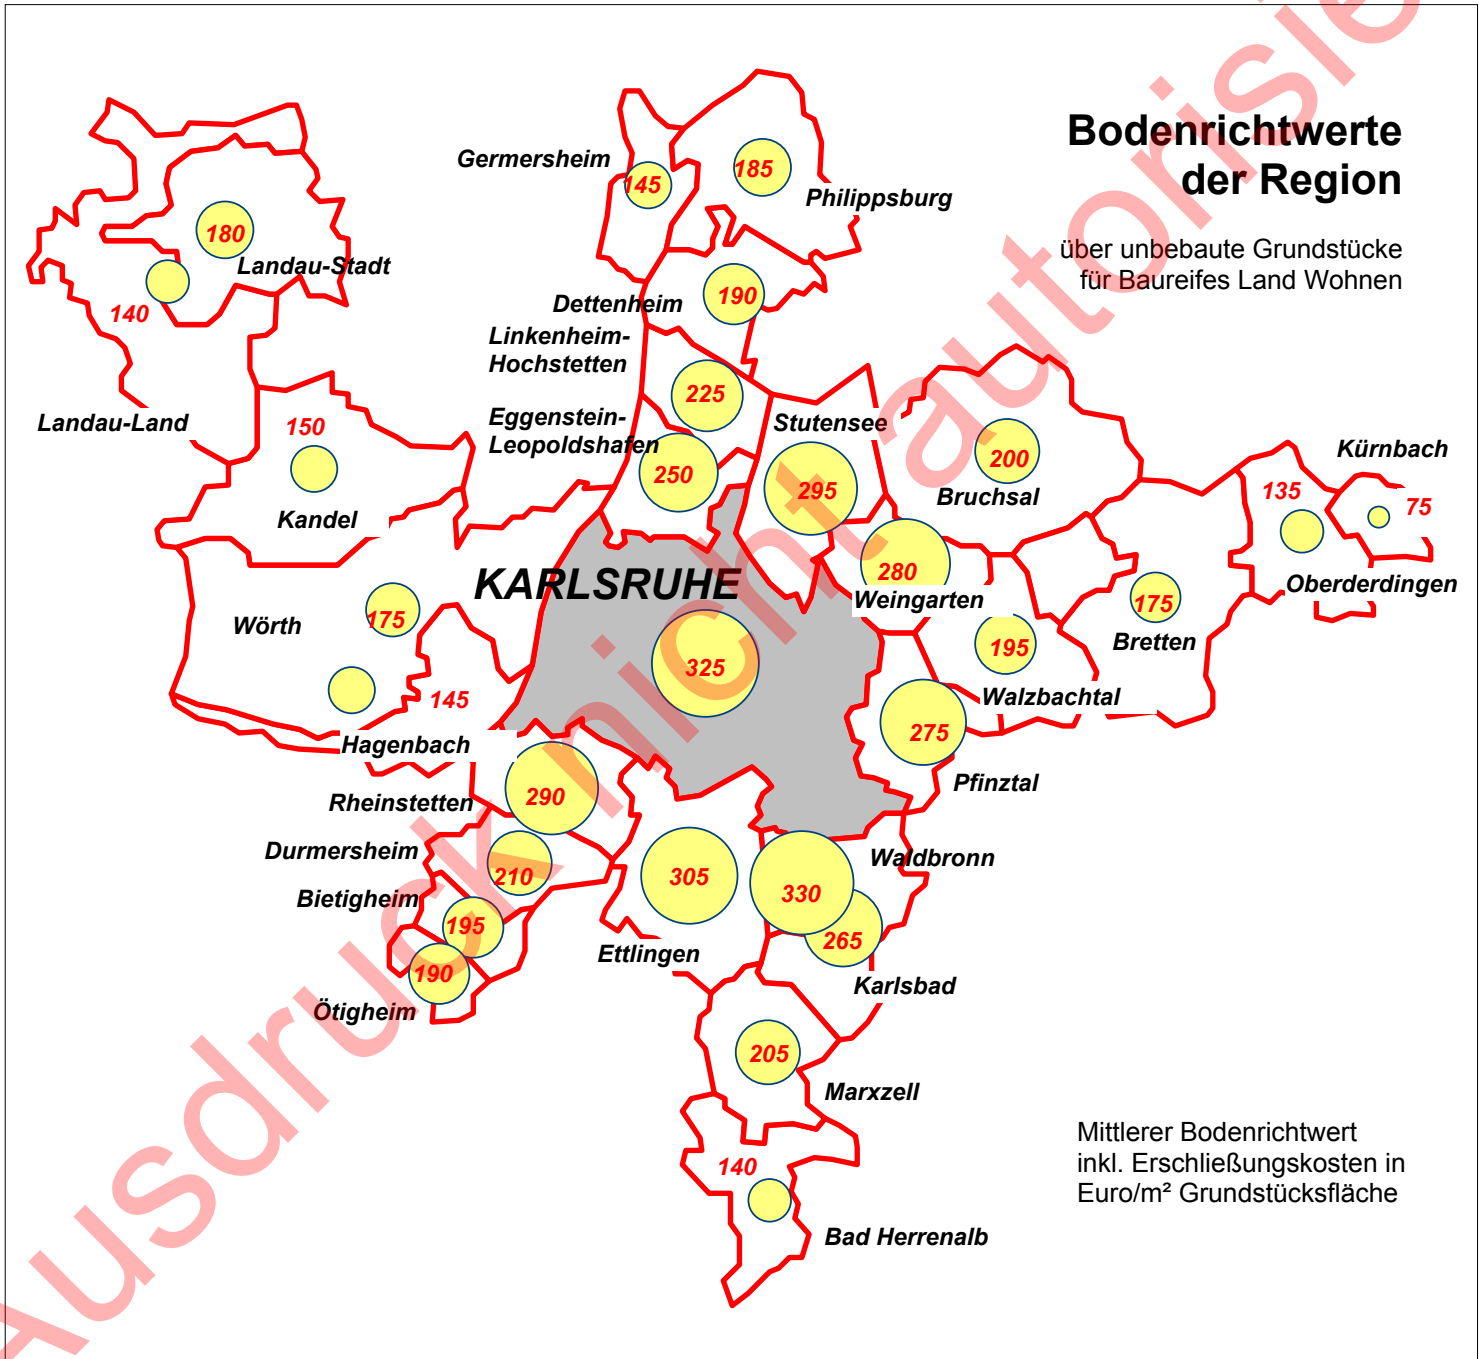 Bodenrichtwerte
der Region
über unbebaute Grundstücke
für Baureifes Land Wohnen
Germersheim
145
185
Philippsburg
180
Landau-Stadt
140
Landau-Land
Dettenheim
190
Linkenheim-
Hochstetten
225
Eggenstein-
Leopoldshafen
250
Stutensee
295
150
Kandel
200
Bruchsal
Kürnbach
135
75
Oberderdingen
KARLSRUHE
325
280
Weingarten
175
Bretten
Wörth
175
195
Walzbachtal
145
Hagenbach
275
Pfinztal
Rheinstetten
290
Durmersheim
210
Bietigheim
195
190
Ötigheim
305
Ettlingen
Waldbronn
330
265
Karlsbad
205
Marxzell
140
Bad Herrenalb
Mittlerer Bodenrichtwert
inkl. Erschließungskosten in
Euro/m² Grundstücksfläche
Ausdruck nicht autorisie